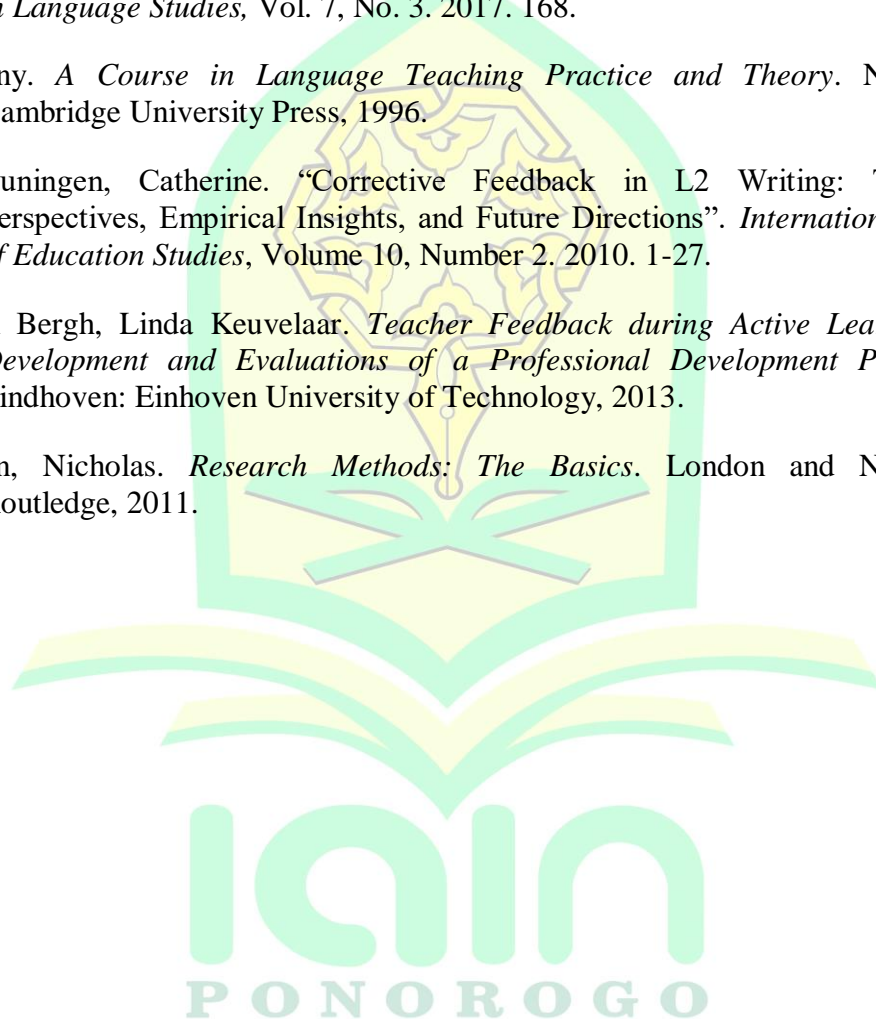 n Language Studies, Vol. 7, No. 3. 2017. 168.
ny. A Course in Language Teaching Practice and Theory. N
ambridge University Press, 1996.
uningen, Catherine. “Corrective Feedback in L2 Writing: T
erspectives, Empirical Insights, and Future Directions”. Internation
f Education Studies, Volume 10, Number 2. 2010. 1-27.
Bergh, Linda Keuvelaar. Teacher Feedback during Active Lea
Development and Evaluations of a Professional Development P
indhoven: Einhoven University of Technology, 2013.
n, Nicholas. Research Methods: The Basics. London and N
outledge, 2011.
iain
PONOROGO